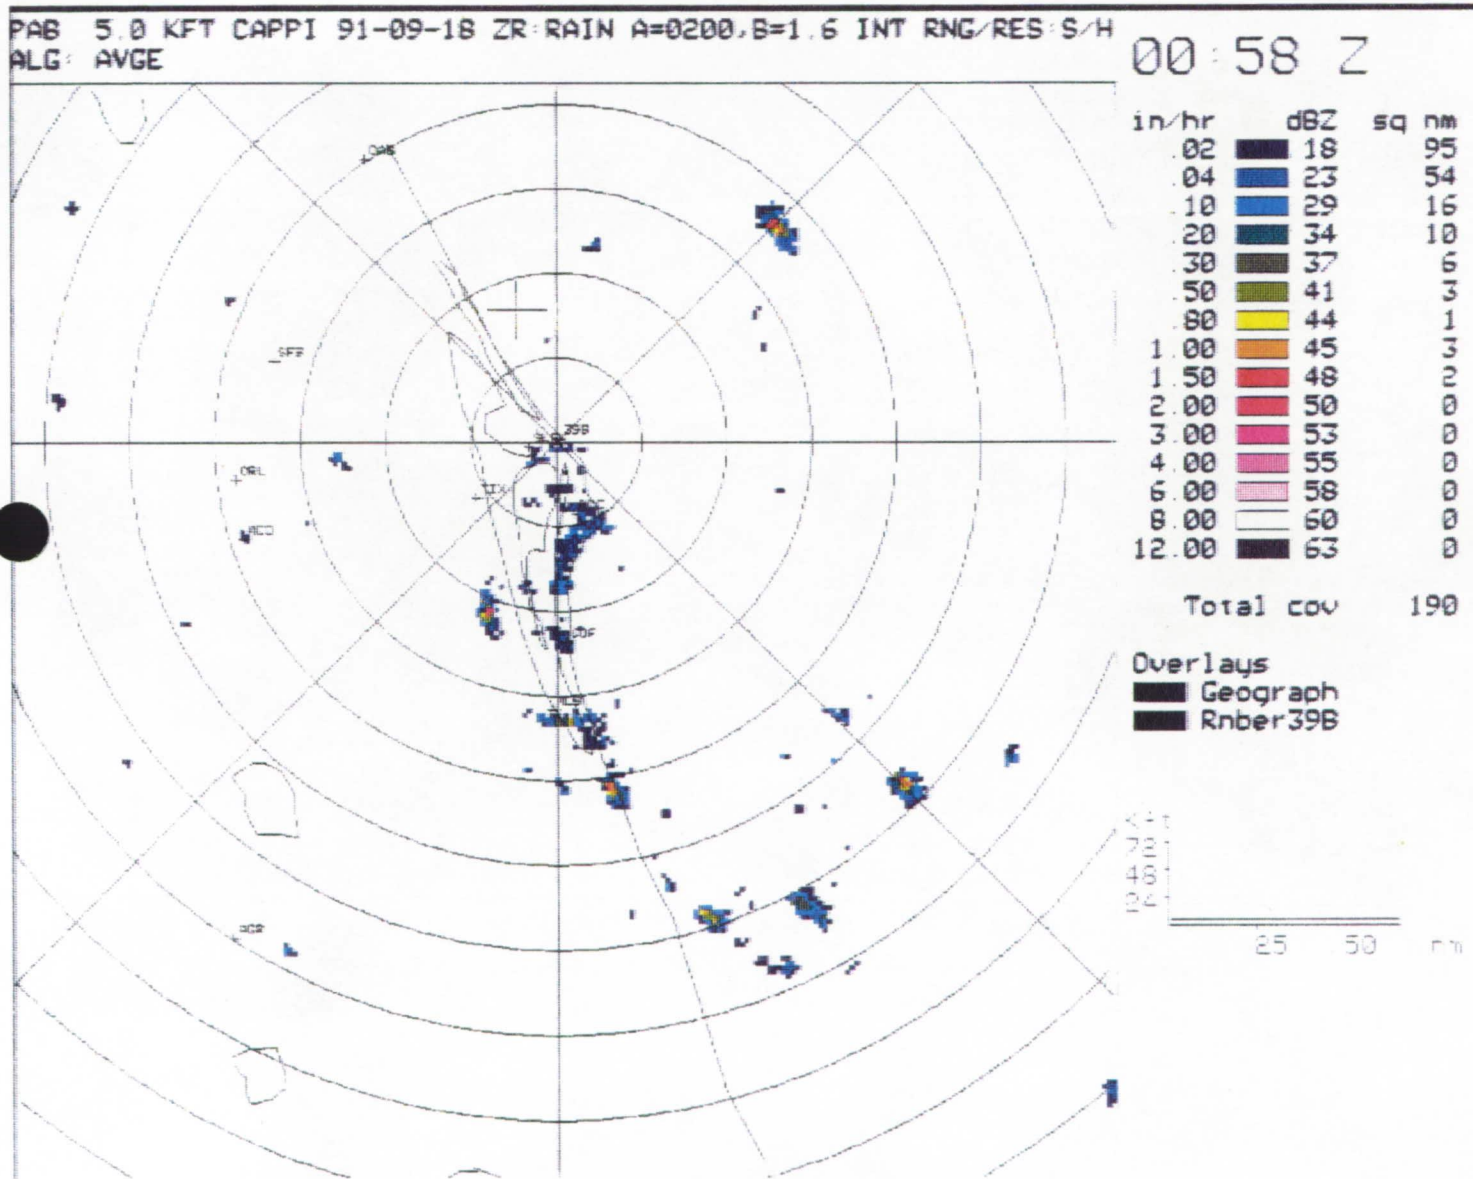 PAB 5.0 KFT CAPPI 91-09-18 ZR:RAIN A=0200,B=1.6 INT RNG/RES:S/H
ALG: AVGE
00:58 Z
in/hr dBZ sq nm
.02 18 95
.04 23 54
.10 29 16
.20 34 10
.30 37 6
.50 41 3
.80 44 1
1.00 45 3
1.50 48 2
2.00 50 0
3.00 53 0
4.00 55 0
6.00 58 0
8.00 60 0
12.00 63 0
Total cov 190
Overlays
Geograph
Rnber39B
kft
72
48
24
25 50 nm
SFB
39B
ORL